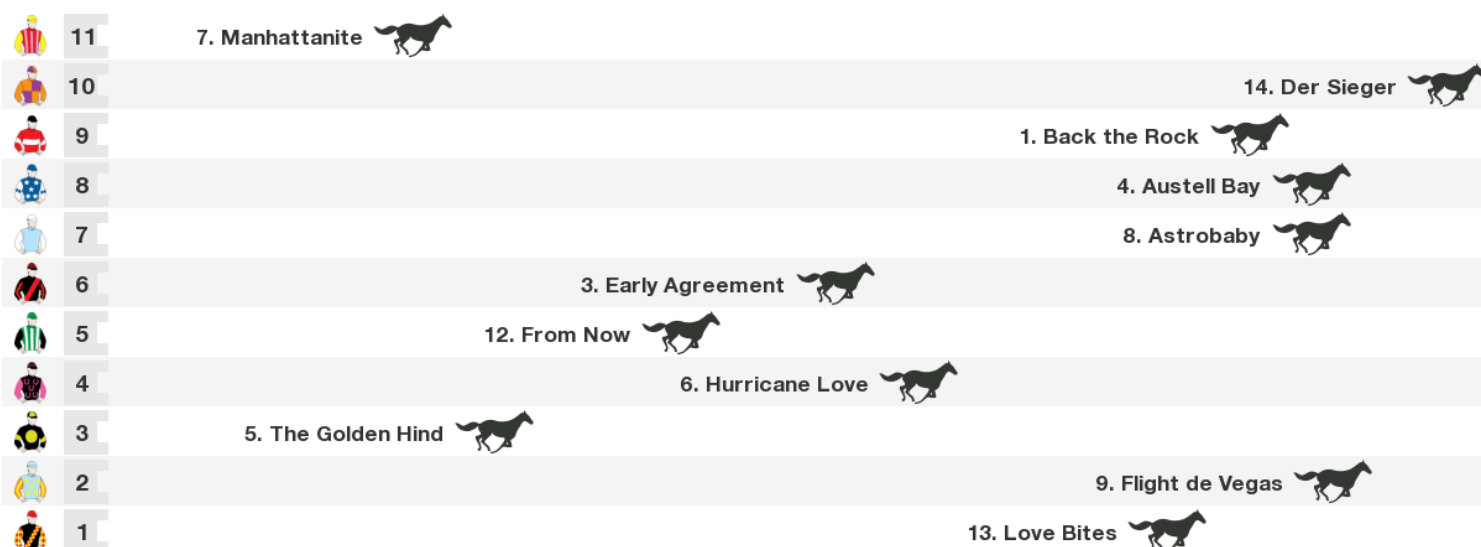 11 7. Manhattanite
10 14. Der Sieger
9 1. Back the Rock
8 4. Austell Bay
7 8. Astrobaby
6 3. Early Agreement
5 12. From Now
4 6. Hurricane Love
3 5. The Golden Hind
2 9. Flight de Vegas
1 13. Love Bites